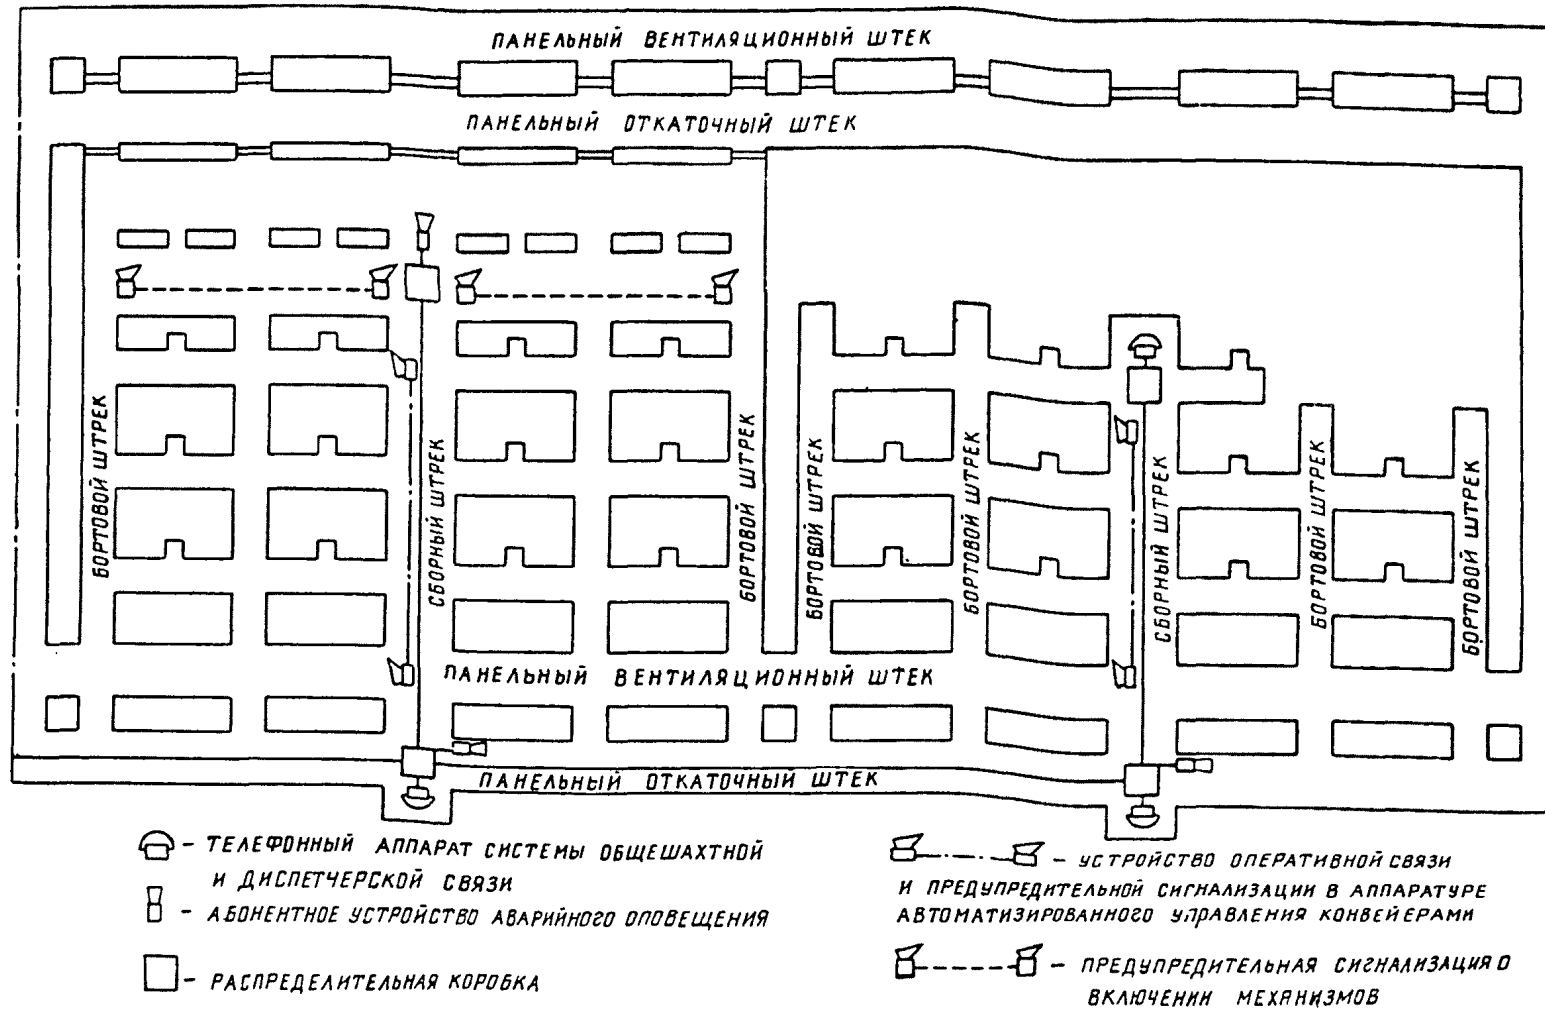 ПАНЕЛЬНЫЙ ВЕНТИЛЯЦИОННЫЙ ШТЕК
ПАНЕЛЬНЫЙ ОТКАТОЧНЫЙ ШТЕК
БОРТОВОЙ ШТРЕК
СБОРНЫЙ ШТРЕК
БОРТОВОЙ ШТРЕК
БОРТОВОЙ ШТРЕК
БОРТОВОЙ ШТРЕК
СБОРНЫЙ ШТРЕК
БОРТОВОЙ ШТРЕК
БОРТОВОЙ ШТРЕК
ПАНЕЛЬНЫЙ ВЕНТИЛЯЦИОННЫЙ ШТЕК
ПАНЕЛЬНЫЙ ОТКАТОЧНЫЙ ШТЕК
- ТЕЛЕФОННЫЙ АППАРАТ СИСТЕМЫ ОБЩЕШАХТНОЙ
И ДИСПЕТЧЕРСКОЙ СВЯЗИ
- АБОНЕНТНОЕ УСТРОЙСТВО АВАРИЙНОГО ОПОВЕЩЕНИЯ
- РАСПРЕДЕЛИТЕЛЬНАЯ КОРОБКА
- УСТРОЙСТВО ОПЕРАТИВНОЙ СВЯЗИ
И ПРЕДУПРЕДИТЕЛЬНОЙ СИГНАЛИЗАЦИИ В АППАРАТУРЕ
АВТОМАТИЗИРОВАННОГО УПРАВЛЕНИЯ КОНВЕЙЕРАМИ
- ПРЕДУПРЕДИТЕЛЬНАЯ СИГНАЛИЗАЦИЯ О
ВКЛЮЧЕНИИ МЕХАНИЗМОВ